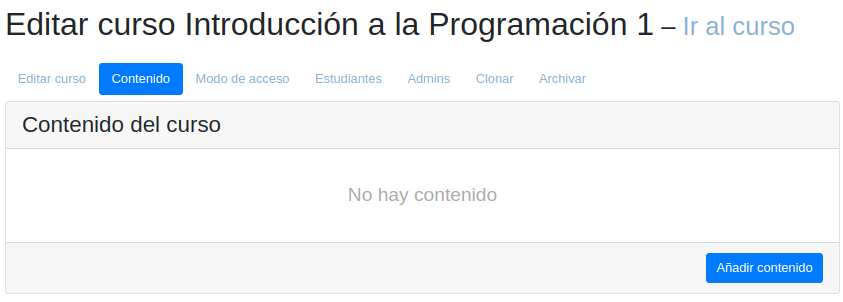 Editar curso Introducción a la Programación 1 – Ir al curso
Editar curso Contenido Modo de acceso Estudiantes Admins Clonar Archivar
Contenido del curso
No hay contenido
Añadir contenido